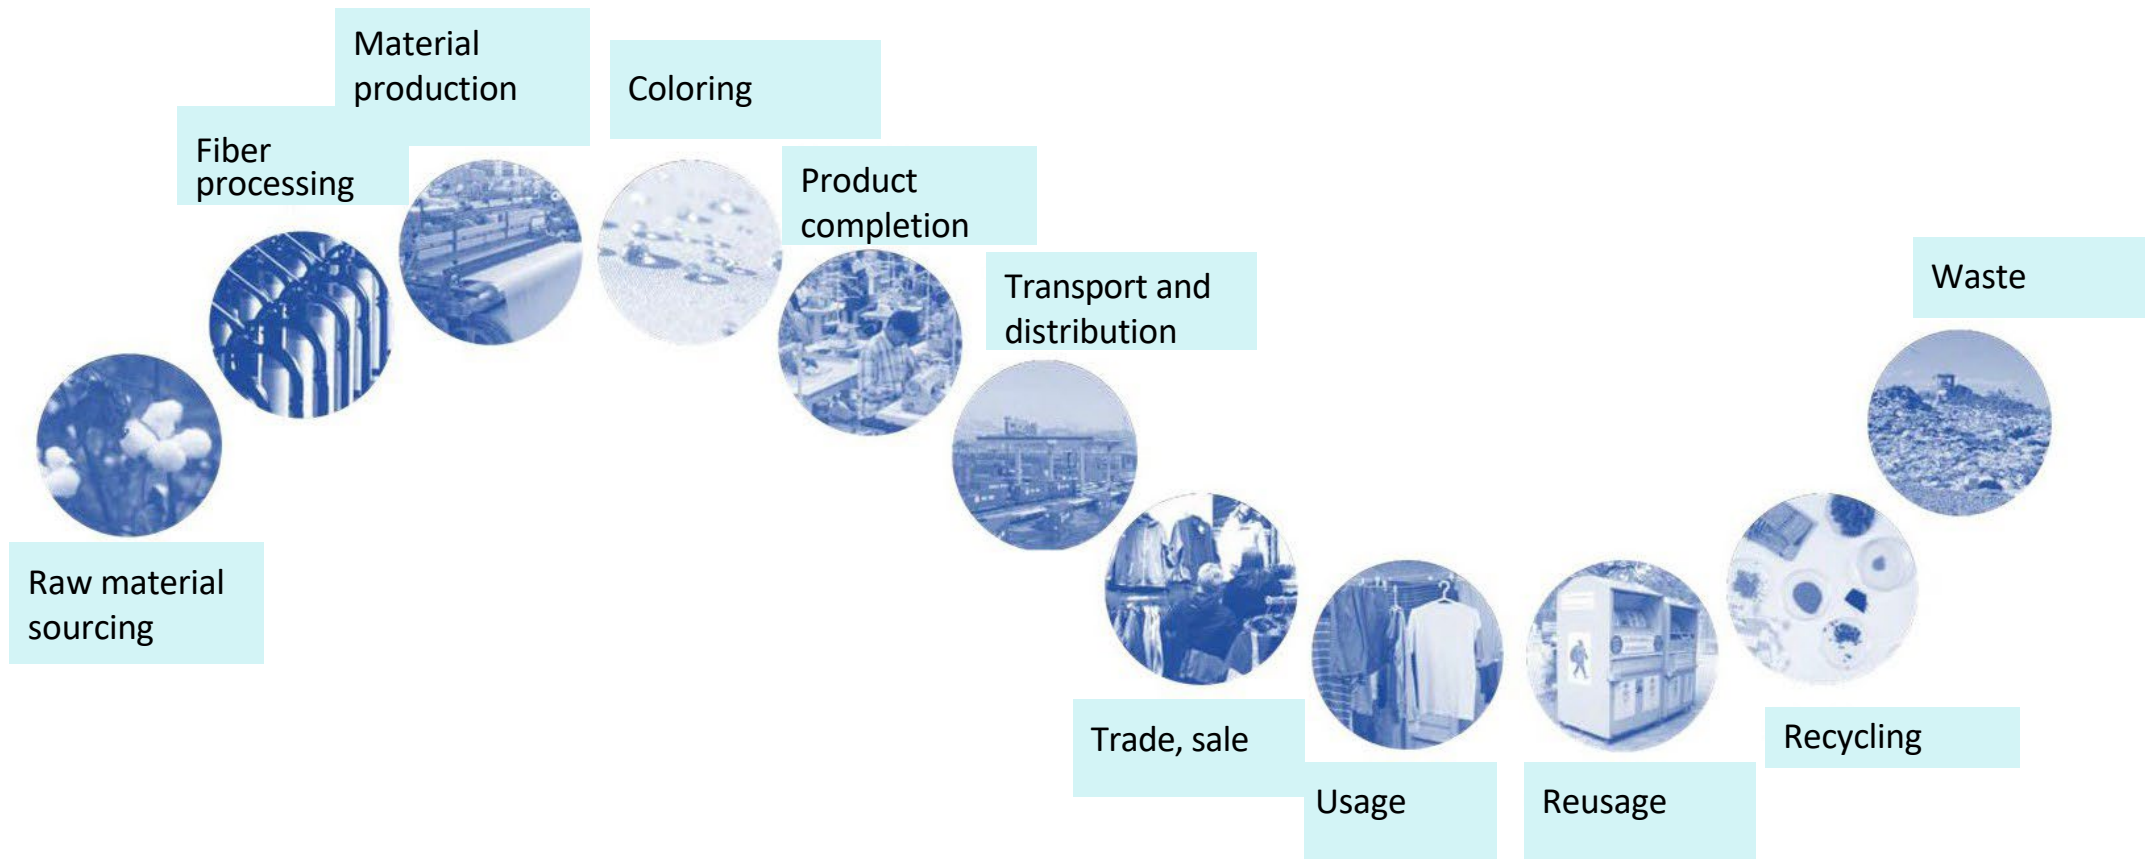 Raw material
sourcing
Fiber
processing
Material
production
Coloring
Product
completion
Transport and
distribution
Trade, sale
Usage
Reusage
Recycling
Waste